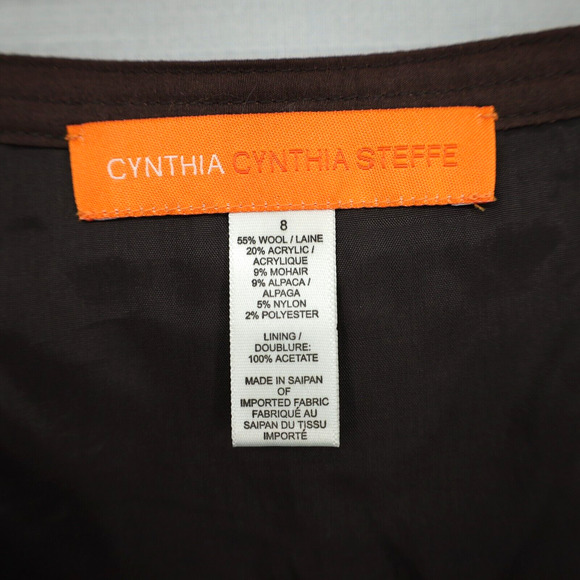 CYNTHIA CYNTHIA STEFFE
8
55% WOOL / LAINE
20% ACRYLIC /
ACRYLIQUE
9% MOHAIR
9% ALPACA /
ALPAGA
5% NYLON
2% POLYESTER
LINING /
DOUBLURE:
100% ACETATE
MADE IN SAIPAN
OF
IMPORTED FABRIC
FABRIQUÉ AU
SAIPAN DU TISSU
IMPORTÉ